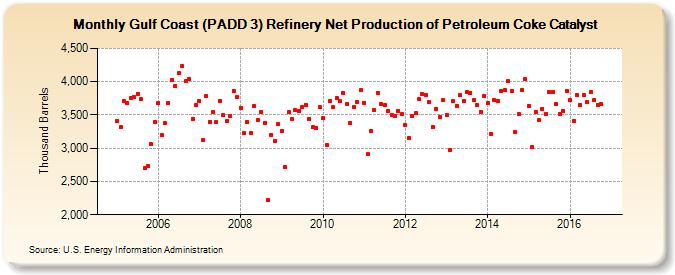 Monthly Gulf Coast (PADD 3) Refinery Net Production of Petroleum Coke Catalyst
Thousand Barrels
4,500
4,000
3,500
3,000
2,500
2,000
2006 2008 2010 2012 2014 2016
Source: U.S. Energy Information Administration